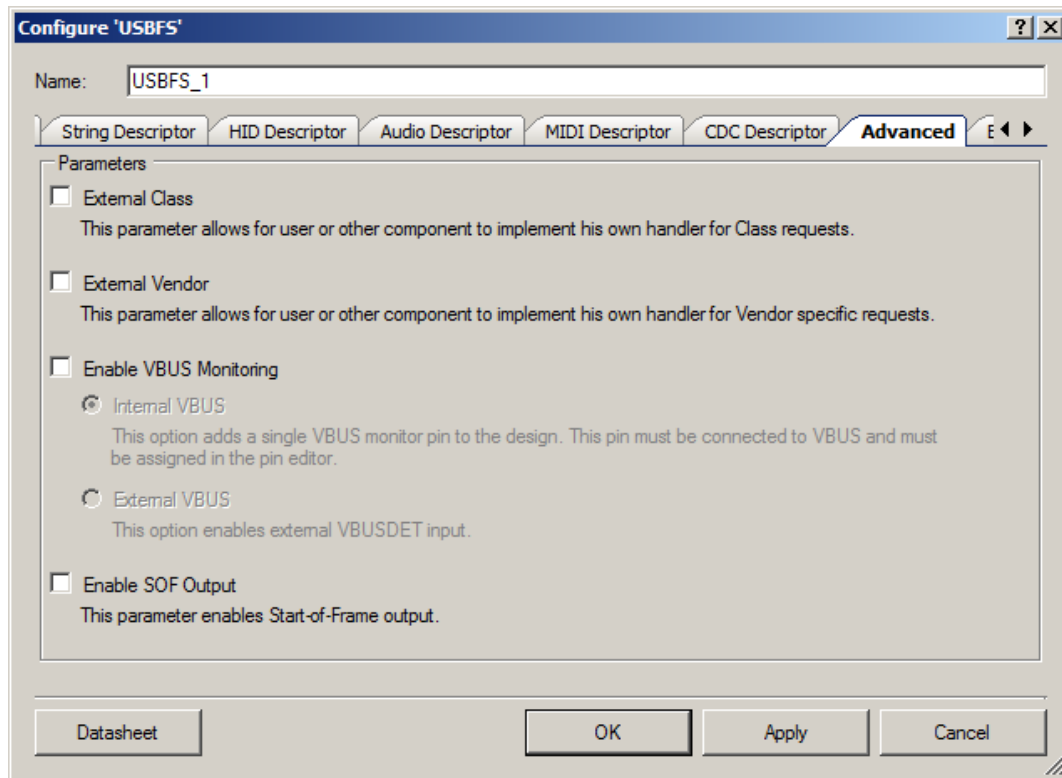 Configure 'USBFS'
Name: USBFS_1
String Descriptor HID Descriptor Audio Descriptor MIDI Descriptor CDC Descriptor Advanced
Parameters
External Class
This parameter allows for user or other component to implement his own handler for Class requests.
External Vendor
This parameter allows for user or other component to implement his own handler for Vendor specific requests.
Enable VBUS Monitoring
Internal VBUS
This option adds a single VBUS monitor pin to the design. This pin must be connected to VBUS and must
be assigned in the pin editor.
External VBUS
This option enables external VBUSDET input.
Enable SOF Output
This parameter enables Start-of-Frame output.
Datasheet OK Apply Cancel